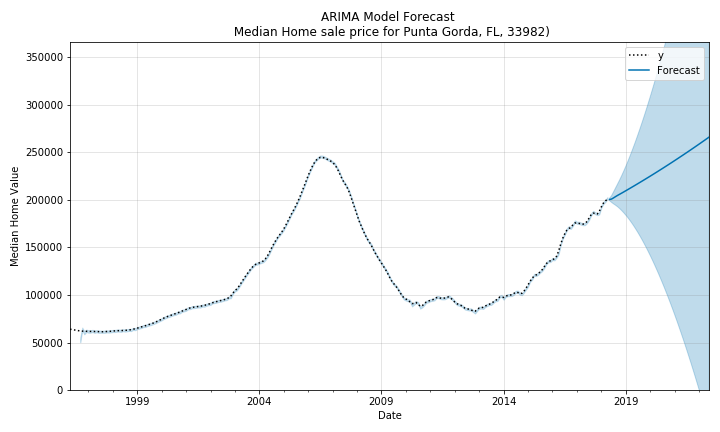 ARIMA Model Forecast
Median Home sale price for Punta Gorda, FL, 33982)
y
Forecast
Median Home Value
350000
300000
250000
200000
150000
100000
50000
0
1999
2004
2009
2014
2019
Date